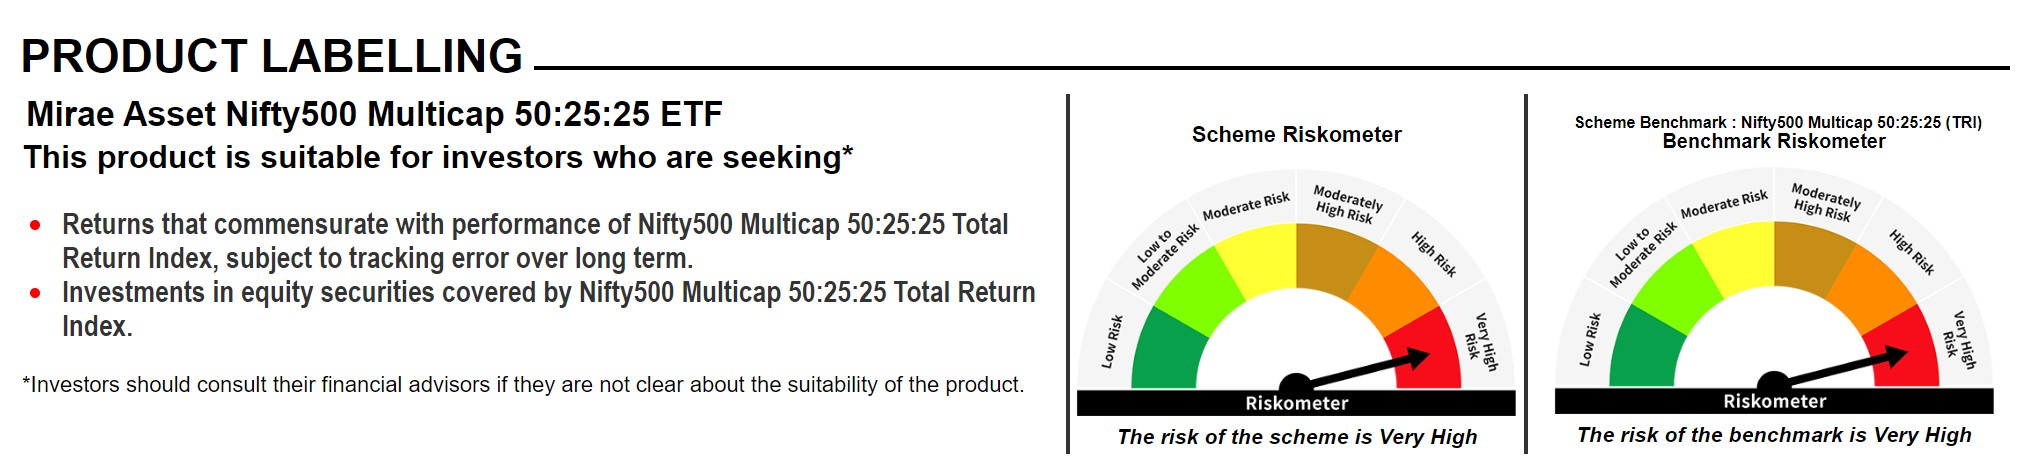 PRODUCT LABELLING
Mirae Asset Nifty500 Multicap 50:25:25 ETF
This product is suitable for investors who are seeking*
• Returns that commensurate with performance of Nifty500 Multicap 50:25:25 Total
Return Index, subject to tracking error over long term.
• Investments in equity securities covered by Nifty500 Multicap 50:25:25 Total Return
Index.
*Investors should consult their financial advisors if they are not clear about the suitability of the product.
Scheme Riskometer
Low Risk
Low to
Moderate Risk
Moderate Risk
Moderately
High Risk
High Risk
Very High
Risk
Riskometer
The risk of the scheme is Very High
Scheme Benchmark : Nifty500 Multicap 50:25:25 (TRI)
Benchmark Riskometer
Low Risk
Low to
Moderate Risk
Moderate Risk
Moderately
High Risk
High Risk
Very High
Risk
Riskometer
The risk of the benchmark is Very High